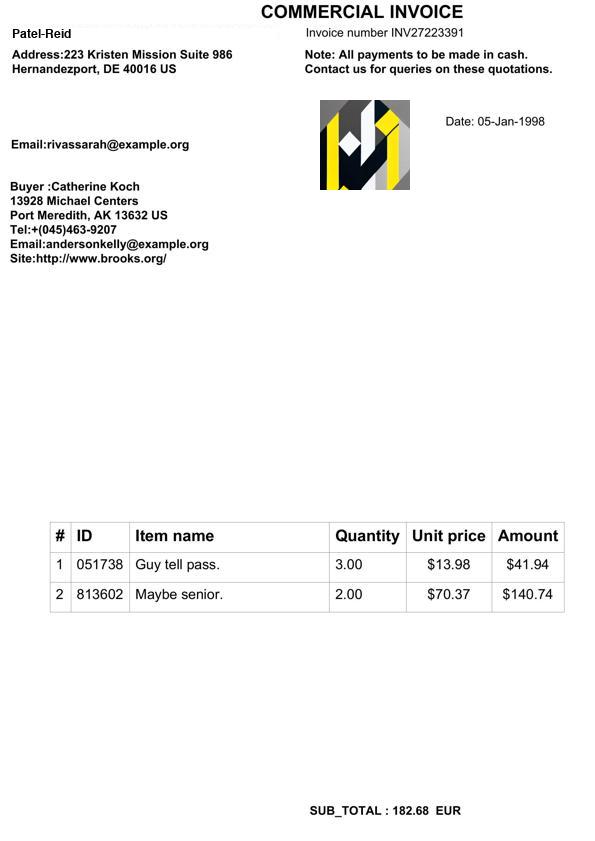 COMMERCIAL INVOICE
Patel-Reid
Invoice number INV27223391
Address:223 Kristen Mission Suite 986
Hernandezport, DE 40016 US
Note: All payments to be made in cash.
Contact us for queries on these quotations.
Date: 05-Jan-1998
Email:rivassarah@example.org
Buyer :Catherine Koch
13928 Michael Centers
Port Meredith, AK 13632 US
Tel:+(045)463-9207
Email:andersonkelly@example.org
Site:http://www.brooks.org/
# ID Item name Quantity Unit price Amount
1 051738 Guy tell pass. 3.00 $13.98 $41.94
2 813602 Maybe senior. 2.00 $70.37 $140.74
SUB_TOTAL : 182.68 EUR